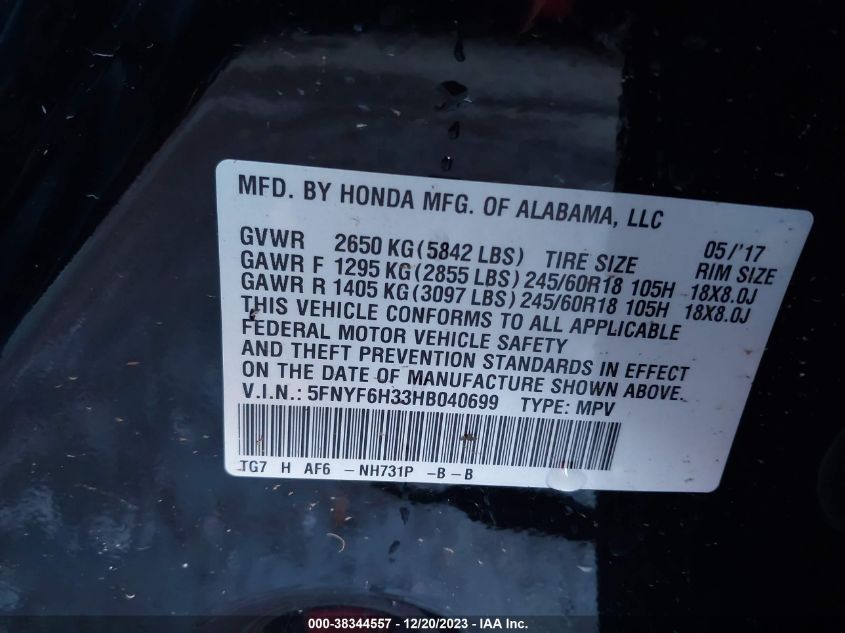 MFD. BY HONDA MFG. OF ALABAMA, LLC
05/'17
GVWR 2650 KG (5842 LBS) TIRE SIZE RIM SIZE
GAWR F 1295 KG (2855 LBS) 245/60R18 105H 18X8.0J
GAWR R 1405 KG (3097 LBS) 245/60R18 105H 18X8.0J
THIS VEHICLE CONFORMS TO ALL APPLICABLE
FEDERAL MOTOR VEHICLE SAFETY
AND THEFT PREVENTION STANDARDS IN EFFECT
ON THE DATE OF MANUFACTURE SHOWN ABOVE.
V.I.N.: 5FNYF6H33HB040699 TYPE: MPV
TG7 H AF6 – NH731P –B – B
000-38344557 - 12/20/2023 - IAA Inc.